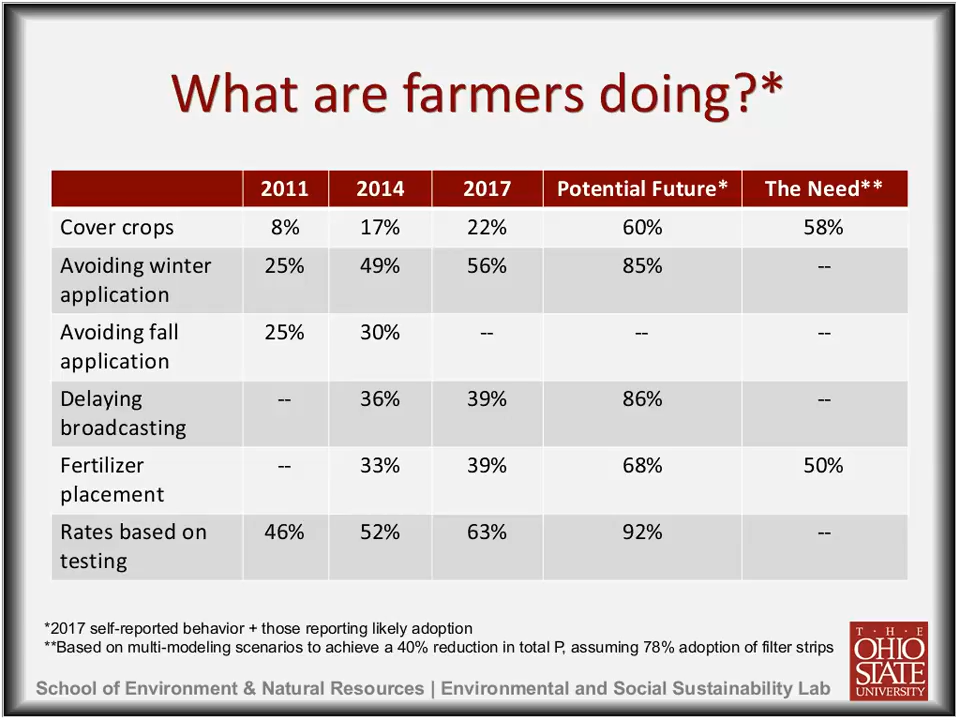 What are farmers doing?*
2011 2014 2017 Potential Future* The Need**
Cover crops 8% 17% 22% 60% 58%
Avoiding winter 25% 49% 56% 85% --
application
Avoiding fall 25% 30% -- -- --
application
Delaying -- 36% 39% 86% --
broadcasting
Fertilizer -- 33% 39% 68% 50%
placement
Rates based on 46% 52% 63% 92% --
testing
*2017 self-reported behavior + those reporting likely adoption
**Based on multi-modeling scenarios to achieve a 40% reduction in total P, assuming 78% adoption of filter strips
School of Environment & Natural Resources | Environmental and Social Sustainability Lab
T · H · E
OHIO
STATE
UNIVERSITY